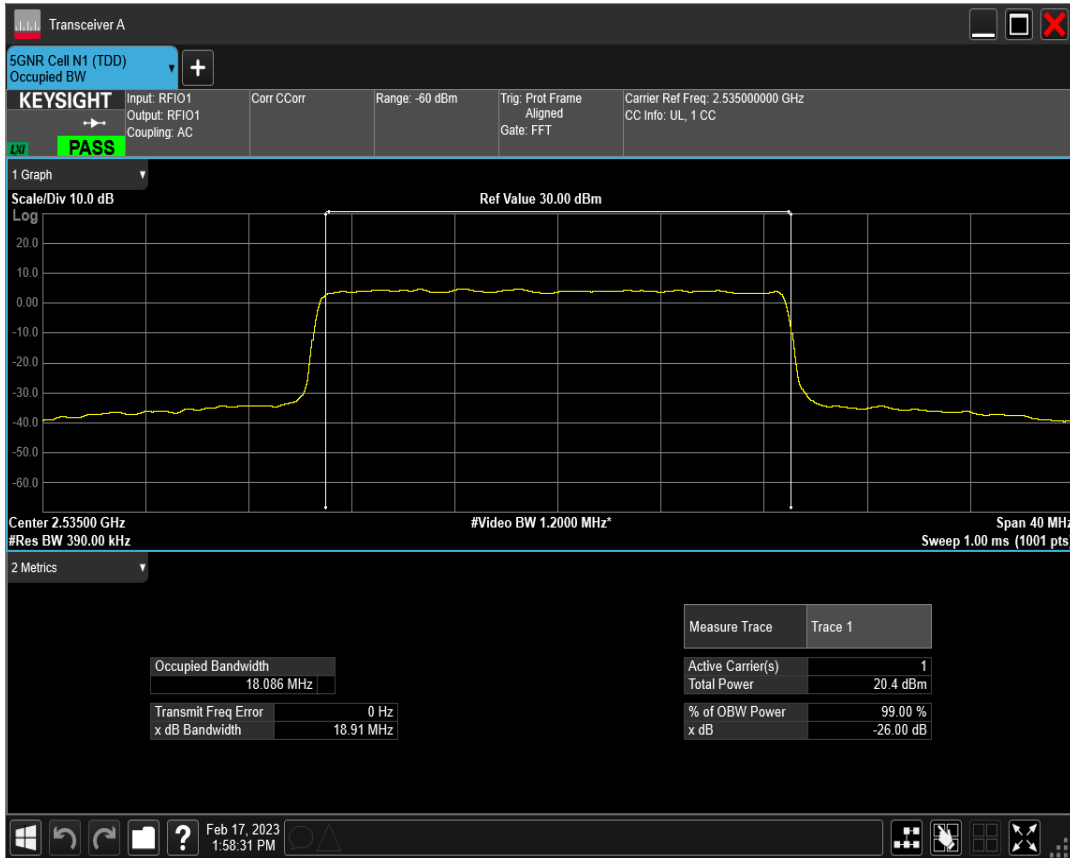 Transceiver A
5GNR Cell N1 (TDD)
Occupied BW
+
KEYSIGHT
LXI
PASS
Input: RFIO1
Output: RFIO1
Coupling: AC
Corr CCorr
Range: -60 dBm
Trig: Prot Frame
Aligned
Gate: FFT
Carrier Ref Freq: 2.535000000 GHz
CC Info: UL, 1 CC
1 Graph
Scale/Div 10.0 dB
Ref Value 30.00 dBm
Log
20.0
10.0
0.00
-10.0
-20.0
-30.0
-40.0
-50.0
-60.0
Center 2.53500 GHz
#Video BW 1.2000 MHz*
Span 40 MHz
#Res BW 390.00 kHz
Sweep 1.00 ms (1001 pts)
2 Metrics
Measure Trace Trace 1
Occupied Bandwidth
18.086 MHz
Active Carrier(s) 1
Total Power 20.4 dBm
Transmit Freq Error 0 Hz
x dB Bandwidth 18.91 MHz
% of OBW Power 99.00 %
x dB -26.00 dB
?
Feb 17, 2023
1:58:31 PM